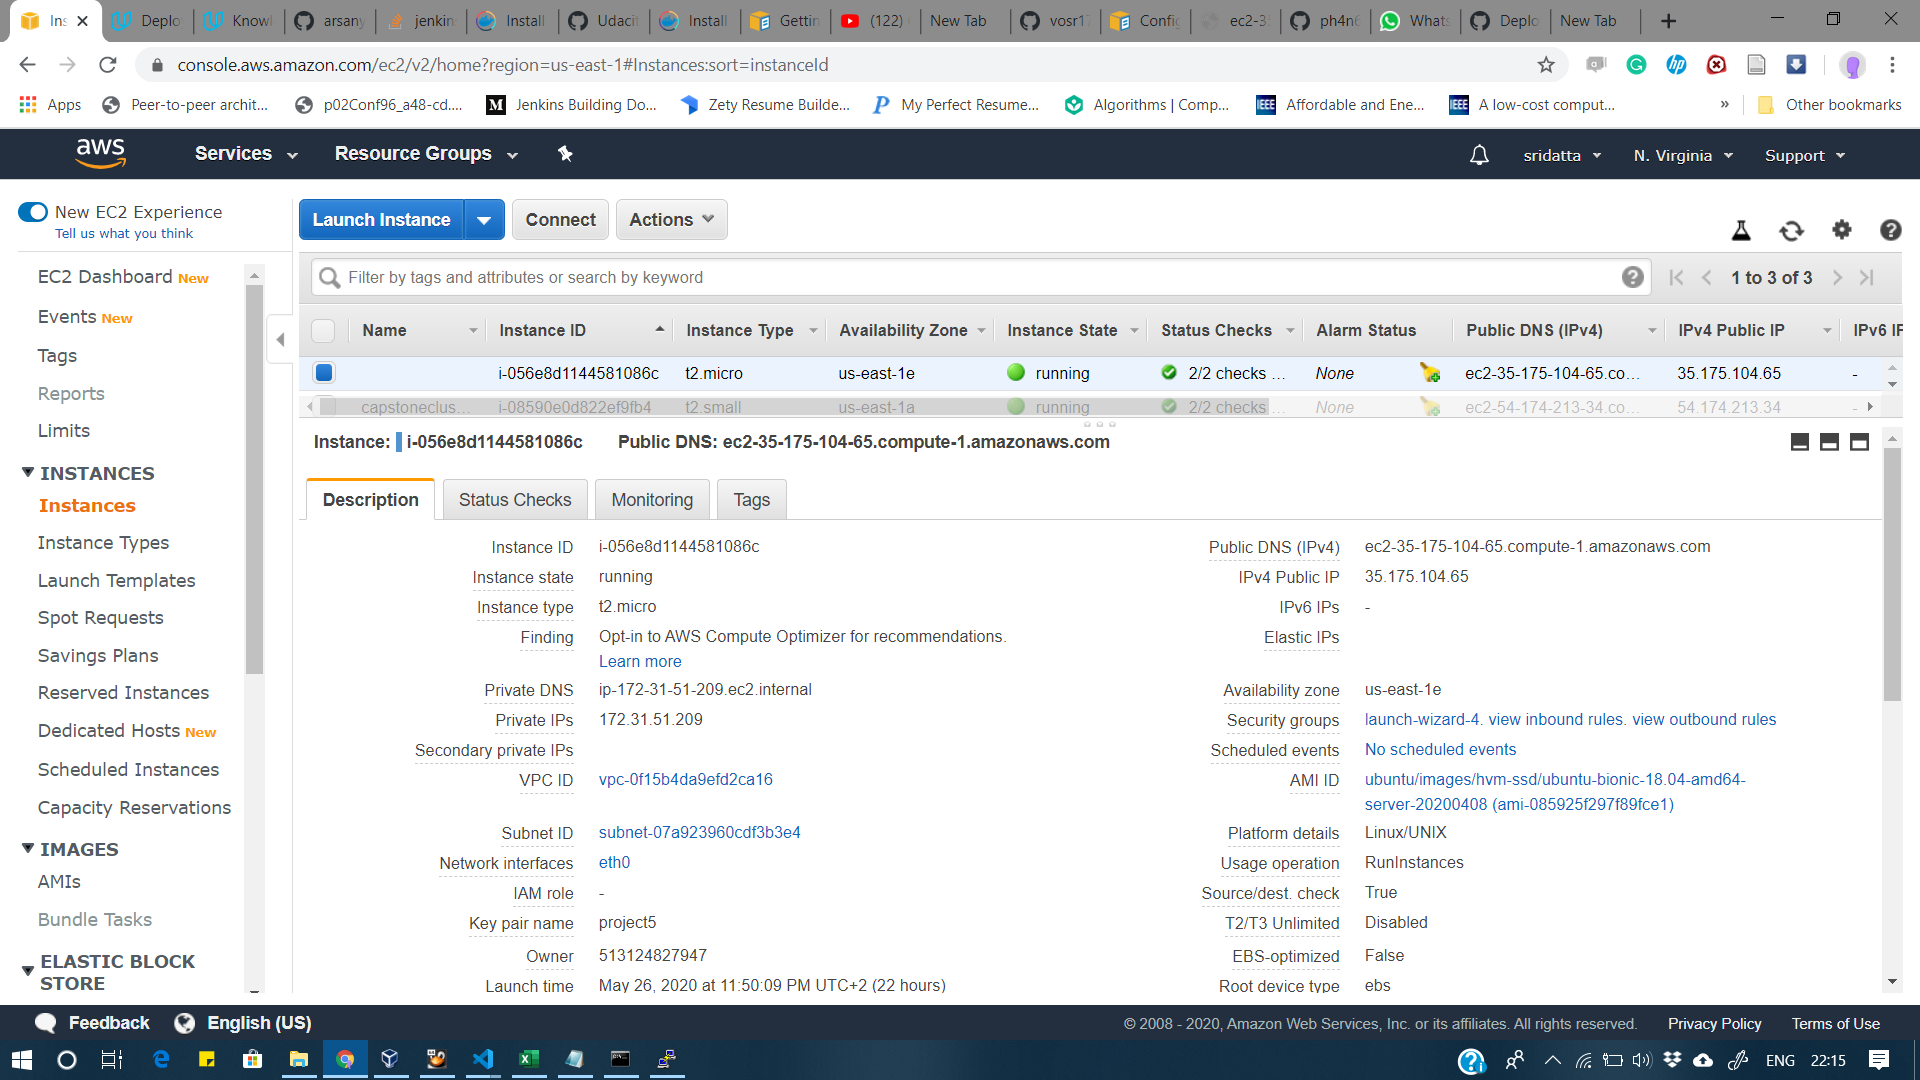 Ins
Deplo
Knowl
arsany
jenkin
Install
Udaci
Install
Gettin
(122)
New Tab
vosr17
Config
ec2-35
ph4n6
Whats
Deplo
New Tab
console.aws.amazon.com/ec2/v2/home?region=us-east-1#Instances:sort=instanceId
Apps
Peer-to-peer archit...
p02Conf96_a48-cd....
Jenkins Building Do...
Zety Resume Builde...
My Perfect Resume...
Algorithms | Comp...
IEEE
Affordable and Ene...
IEEE
A low-cost comput...
»
Other bookmarks
aws
Services
Resource Groups
sridatta
N. Virginia
Support
New EC2 Experience
Tell us what you think
Launch Instance
Connect
Actions
EC2 Dashboard New
Events New
Tags
Reports
Limits
INSTANCES
Instances
Instance Types
Launch Templates
Spot Requests
Savings Plans
Reserved Instances
Dedicated Hosts New
Scheduled Instances
Capacity Reservations
IMAGES
AMIs
Bundle Tasks
ELASTIC BLOCK
STORE
Filter by tags and attributes or search by keyword
1 to 3 of 3
Name Instance ID Instance Type Availability Zone Instance State Status Checks Alarm Status Public DNS (IPv4) IPv4 Public IP IPv6 IP
i-056e8d1144581086c t2.micro us-east-1e running 2/2 checks ... None ec2-35-175-104-65.co... 35.175.104.65 -
capstoneclus... i-08590e0d822ef9fb4 t2.small us-east-1a running 2/2 checks ... None ec2-54-174-213-34.co... 54.174.213.34 -
Instance: i-056e8d1144581086c Public DNS: ec2-35-175-104-65.compute-1.amazonaws.com
Description
Status Checks
Monitoring
Tags
Instance ID i-056e8d1144581086c
Instance state running
Instance type t2.micro
Finding Opt-in to AWS Compute Optimizer for recommendations.
Learn more
Private DNS ip-172-31-51-209.ec2.internal
Private IPs 172.31.51.209
Secondary private IPs
VPC ID vpc-0f15b4da9efd2ca16
Subnet ID subnet-07a923960cdf3b3e4
Network interfaces eth0
IAM role -
Key pair name project5
Owner 513124827947
Launch time May 26, 2020 at 11:50:09 PM UTC+2 (22 hours)
Public DNS (IPv4) ec2-35-175-104-65.compute-1.amazonaws.com
IPv4 Public IP 35.175.104.65
IPv6 IPs -
Elastic IPs
Availability zone us-east-1e
Security groups launch-wizard-4. view inbound rules. view outbound rules
Scheduled events No scheduled events
AMI ID ubuntu/images/hvm-ssd/ubuntu-bionic-18.04-amd64-
server-20200408 (ami-085925f297f89fce1)
Platform details Linux/UNIX
Usage operation RunInstances
Source/dest. check True
T2/T3 Unlimited Disabled
EBS-optimized False
Root device type ebs
Feedback
English (US)
© 2008 - 2020, Amazon Web Services, Inc. or its affiliates. All rights reserved.
Privacy Policy
Terms of Use
ENG
22:15